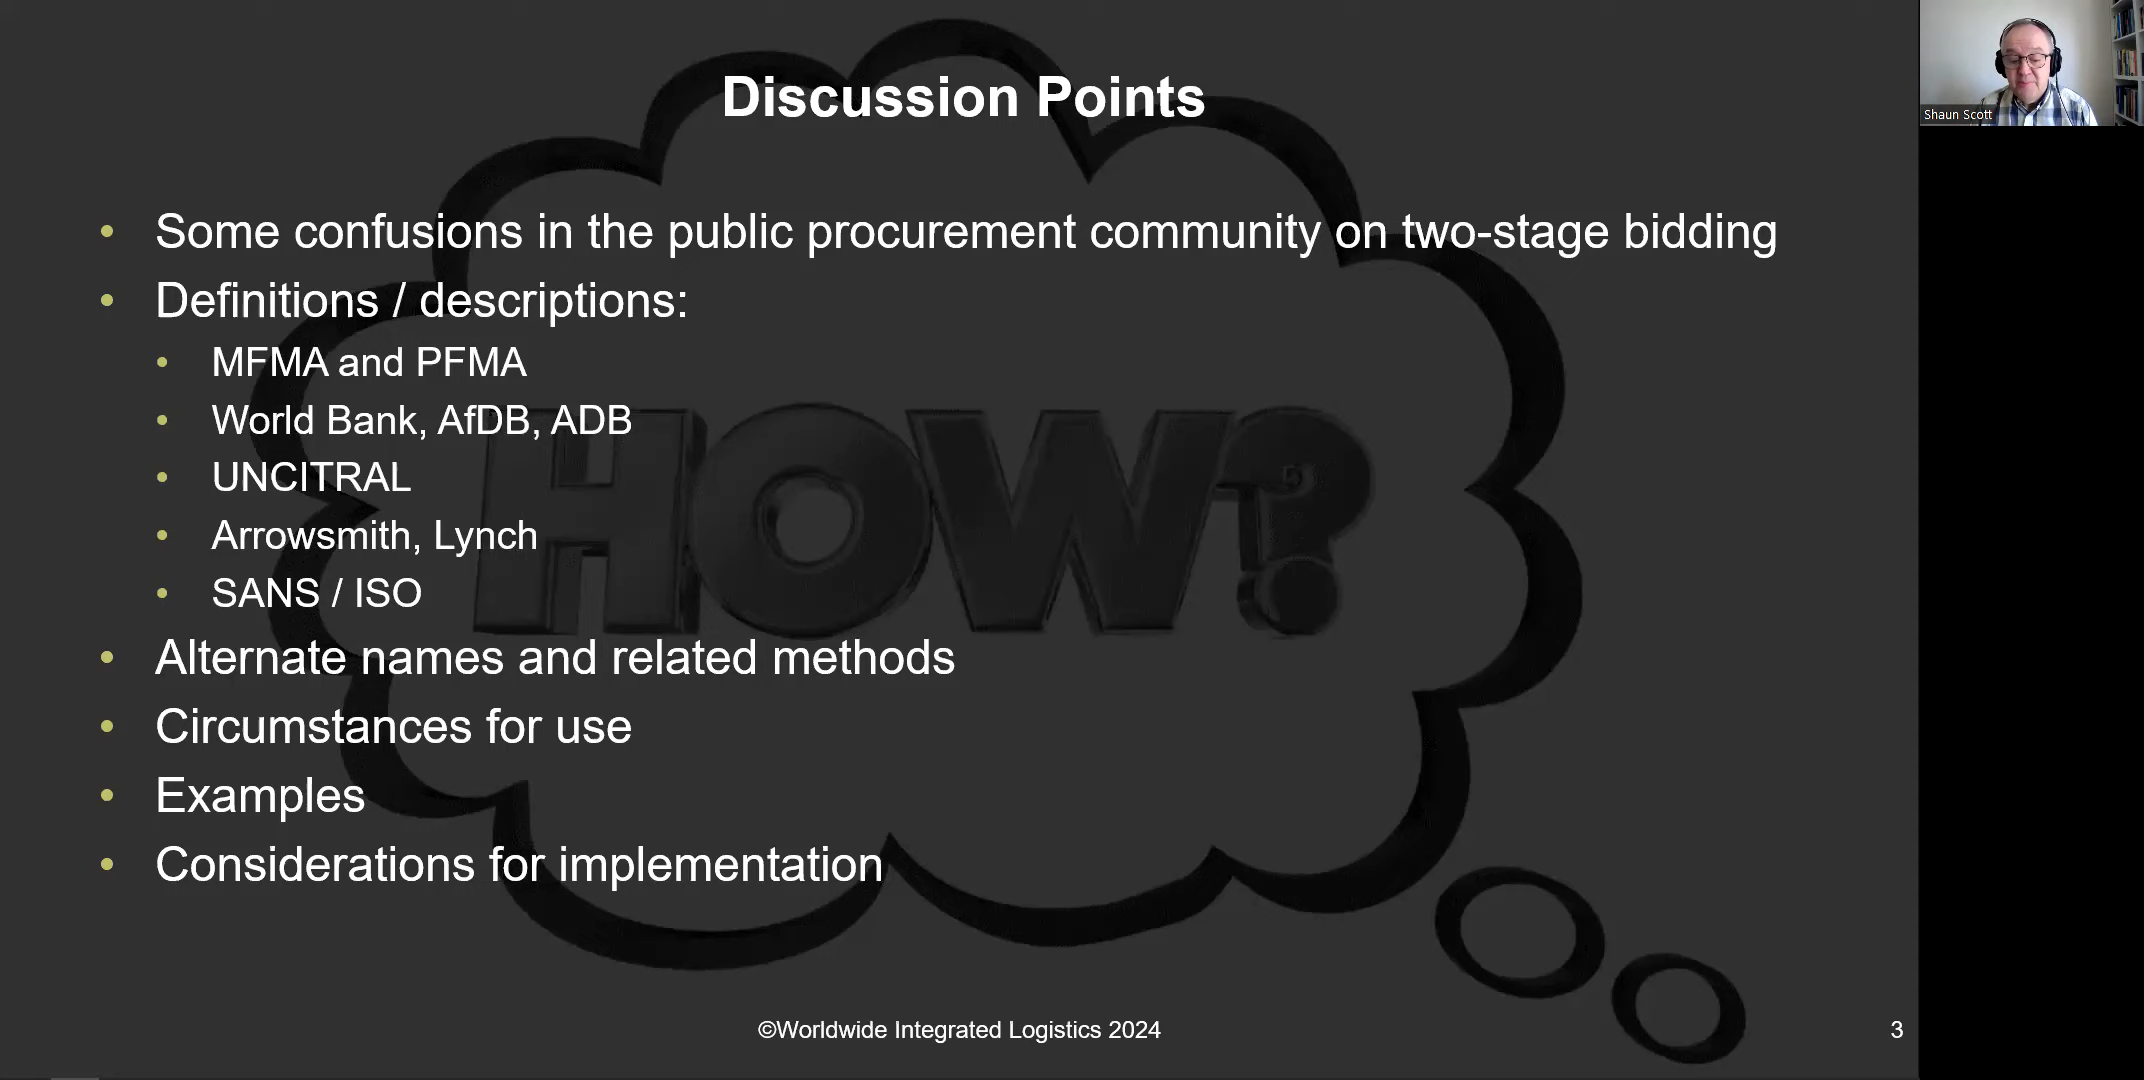 Discussion Points
Shaun Scott
• Some confusions in the public procurement community on two-stage bidding
• Definitions / descriptions:
• MFMA and PFMA
• World Bank, AfDB, ADB
• UNCITRAL
• Arrowsmith, Lynch
• SANS / ISO
HOW?
• Alternate names and related methods
• Circumstances for use
• Examples
• Considerations for implementation
©Worldwide Integrated Logistics 2024
3